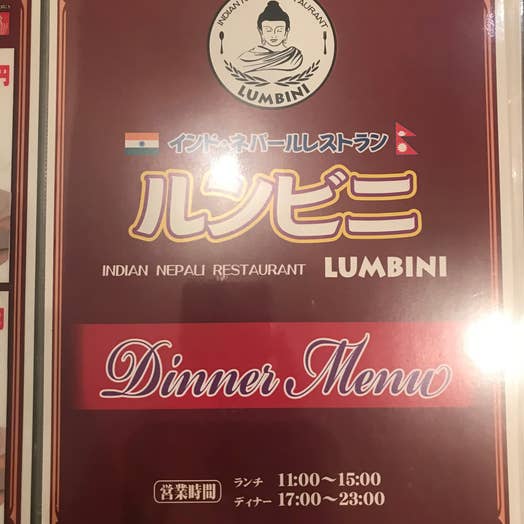 INDIAN RESTAURANT
LUMBINI
インド・ネパールレストラン
ルンビニ
INDIAN NEPALI RESTAURANT LUMBINI
Dinner Menu
営業時間 ランチ 11:00～15:00
ディナー 17:00～23:00
円